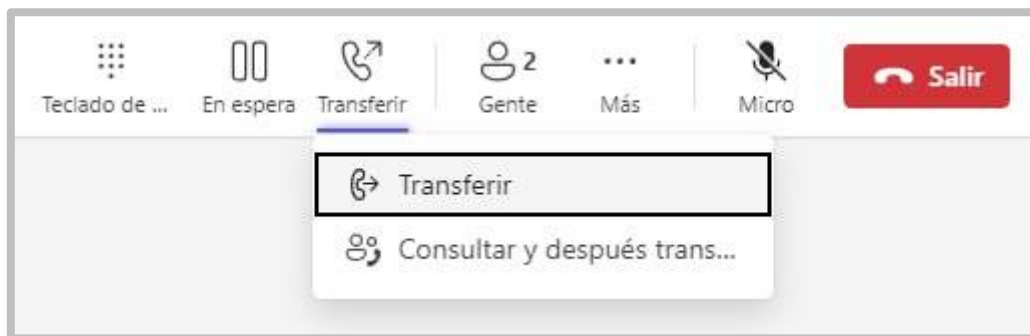 2
Salir
Teclado de ... En espera Transferir Gente Más Micro
Transferir
Consultar y después trans...